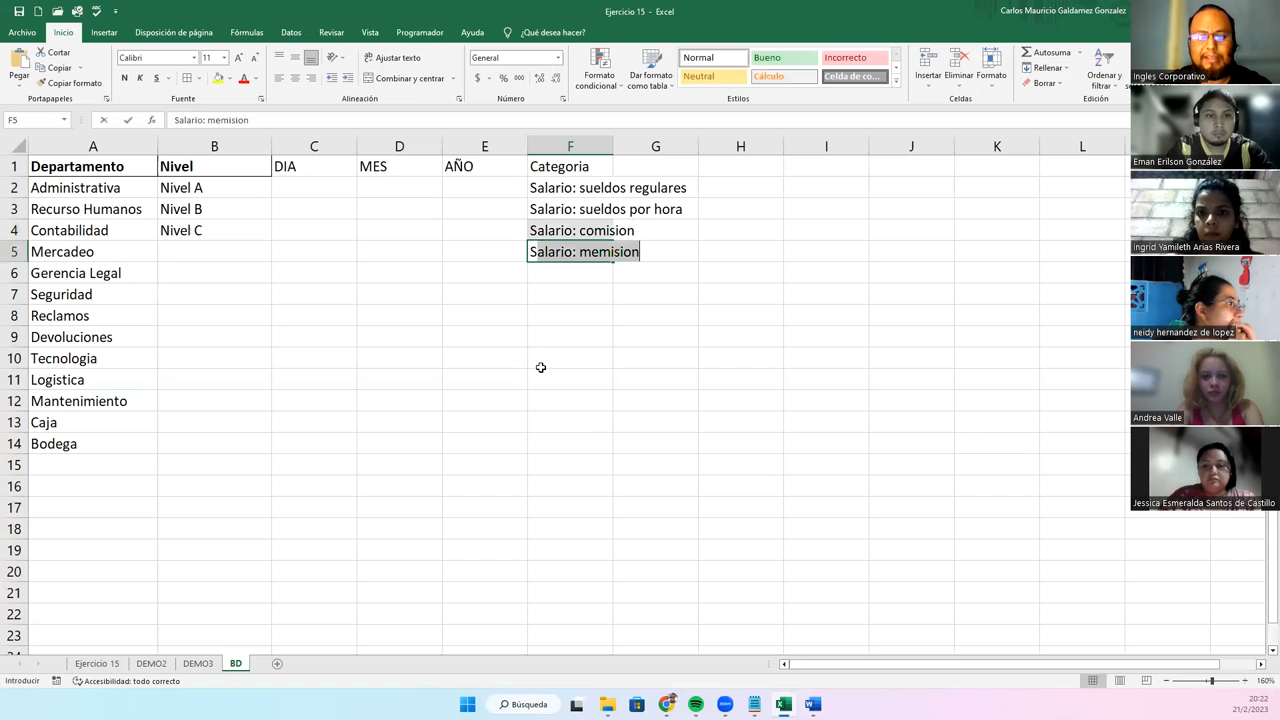 Ejercicio 15 - Excel
Carlos Mauricio Galdamez Gonzalez
Archivo Inicio Insertar Disposición de página Fórmulas Datos Revisar Vista Programador Ayuda ¿Qué desea hacer?
Pegar
Cortar
Copiar
Copiar formato
Portapapeles
Calibri 11
N K S
Fuente
Ajustar texto
Combinar y centrar
Alineación
General
$ % 000
Número
Formato condicional
Dar formato como tabla
Normal Bueno Incorrecto
Neutral Cálculo Celda de co...
Estilos
Insertar Eliminar Formato
Celdas
Autosuma
Rellenar
Borrar
Ordenar y filtrar
Edición
F5 fx Salario: memision
A B C D E F G H I J K L
1 Departamento Nivel DIA MES AÑO Categoria
2 Administrativa Nivel A Salario: sueldos regulares
3 Recurso Humanos Nivel B Salario: sueldos por hora
4 Contabilidad Nivel C Salario: comision
5 Mercadeo Salario: memision
6 Gerencia Legal
7 Seguridad
8 Reclamos
9 Devoluciones
10 Tecnologia
11 Logistica
12 Mantenimiento
13 Caja
14 Bodega
15
16
17
18
19
20
21
22
23
Ejercicio 15 DEMO2 DEMO3 BD
Introducir Accesibilidad: todo correcto 160%
Búsqueda
20:22
21/2/2023
Ingles Corporativo
Eman Erilson González
Ingrid Yamileth Arias Rivera
neidy hernandez de lopez
Andrea Valle
Jessica Esmeralda Santos de Castillo